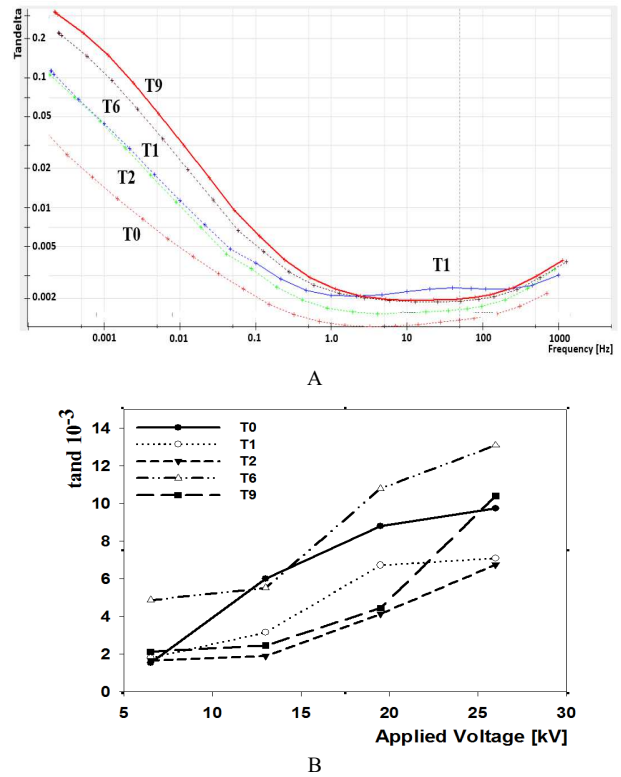 Tandelta
0.2
0.1
0.05
0.02
0.01
0.005
0.002
T9
T6
T1
T2
T0
T1
0.001 0.01 0.1 1.0 10 100 1000
Frequency [Hz]
A
tand 10-3
14
12
10
8
6
4
2
0
T0
T1
T2
T6
T9
5 10 15 20 25 30
Applied Voltage [kV]
B